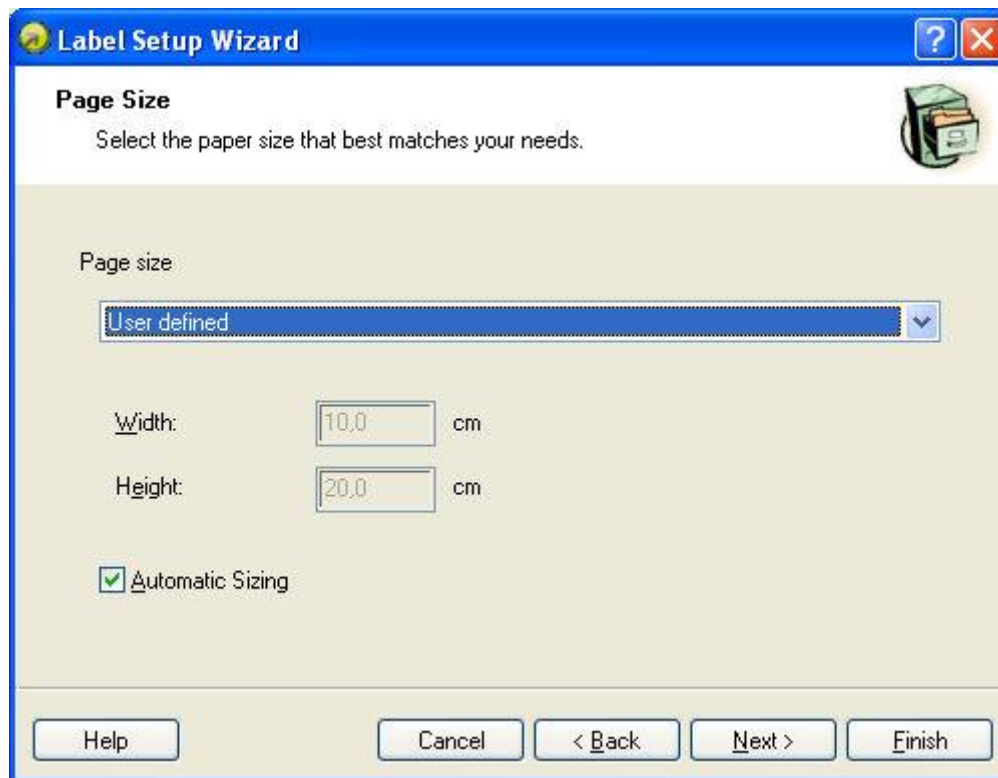 Label Setup Wizard
Page Size
Select the paper size that best matches your needs.
Page size
User defined
Width: 10,0 cm
Height: 20,0 cm
Automatic Sizing
Help Cancel < Back Next > Finish